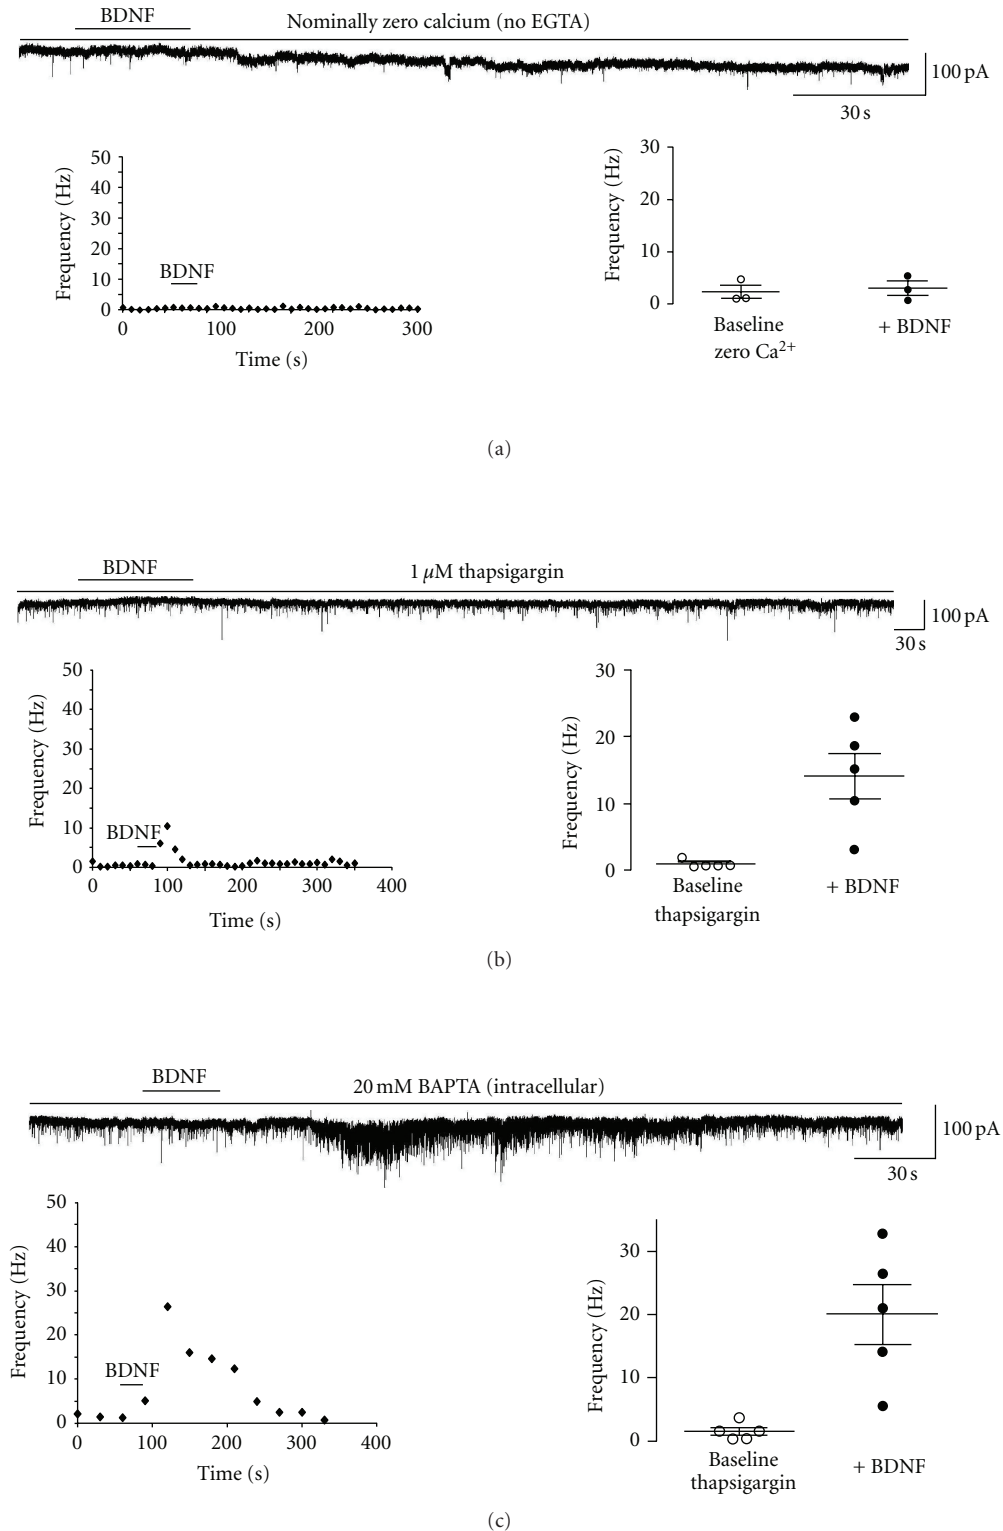 BDNF
Nominally zero calcium (no EGTA)
100 pA
30 s
50
40
30
20
10
0
Frequency (Hz)
BDNF
0 100 200 300
Time (s)
30
20
10
0
Frequency (Hz)
Baseline
zero Ca2+
+ BDNF
(a)
BDNF
1 μM thapsigargin
100 pA
30 s
50
40
30
20
10
0
Frequency (Hz)
BDNF
0 100 200 300 400
Time (s)
30
20
10
0
Frequency (Hz)
Baseline
thapsigargin
+ BDNF
(b)
BDNF
20 mM BAPTA (intracellular)
100 pA
30 s
50
40
30
20
10
0
Frequency (Hz)
BDNF
0 100 200 300 400
Time (s)
30
20
10
0
Frequency (Hz)
Baseline
thapsigargin
+ BDNF
(c)